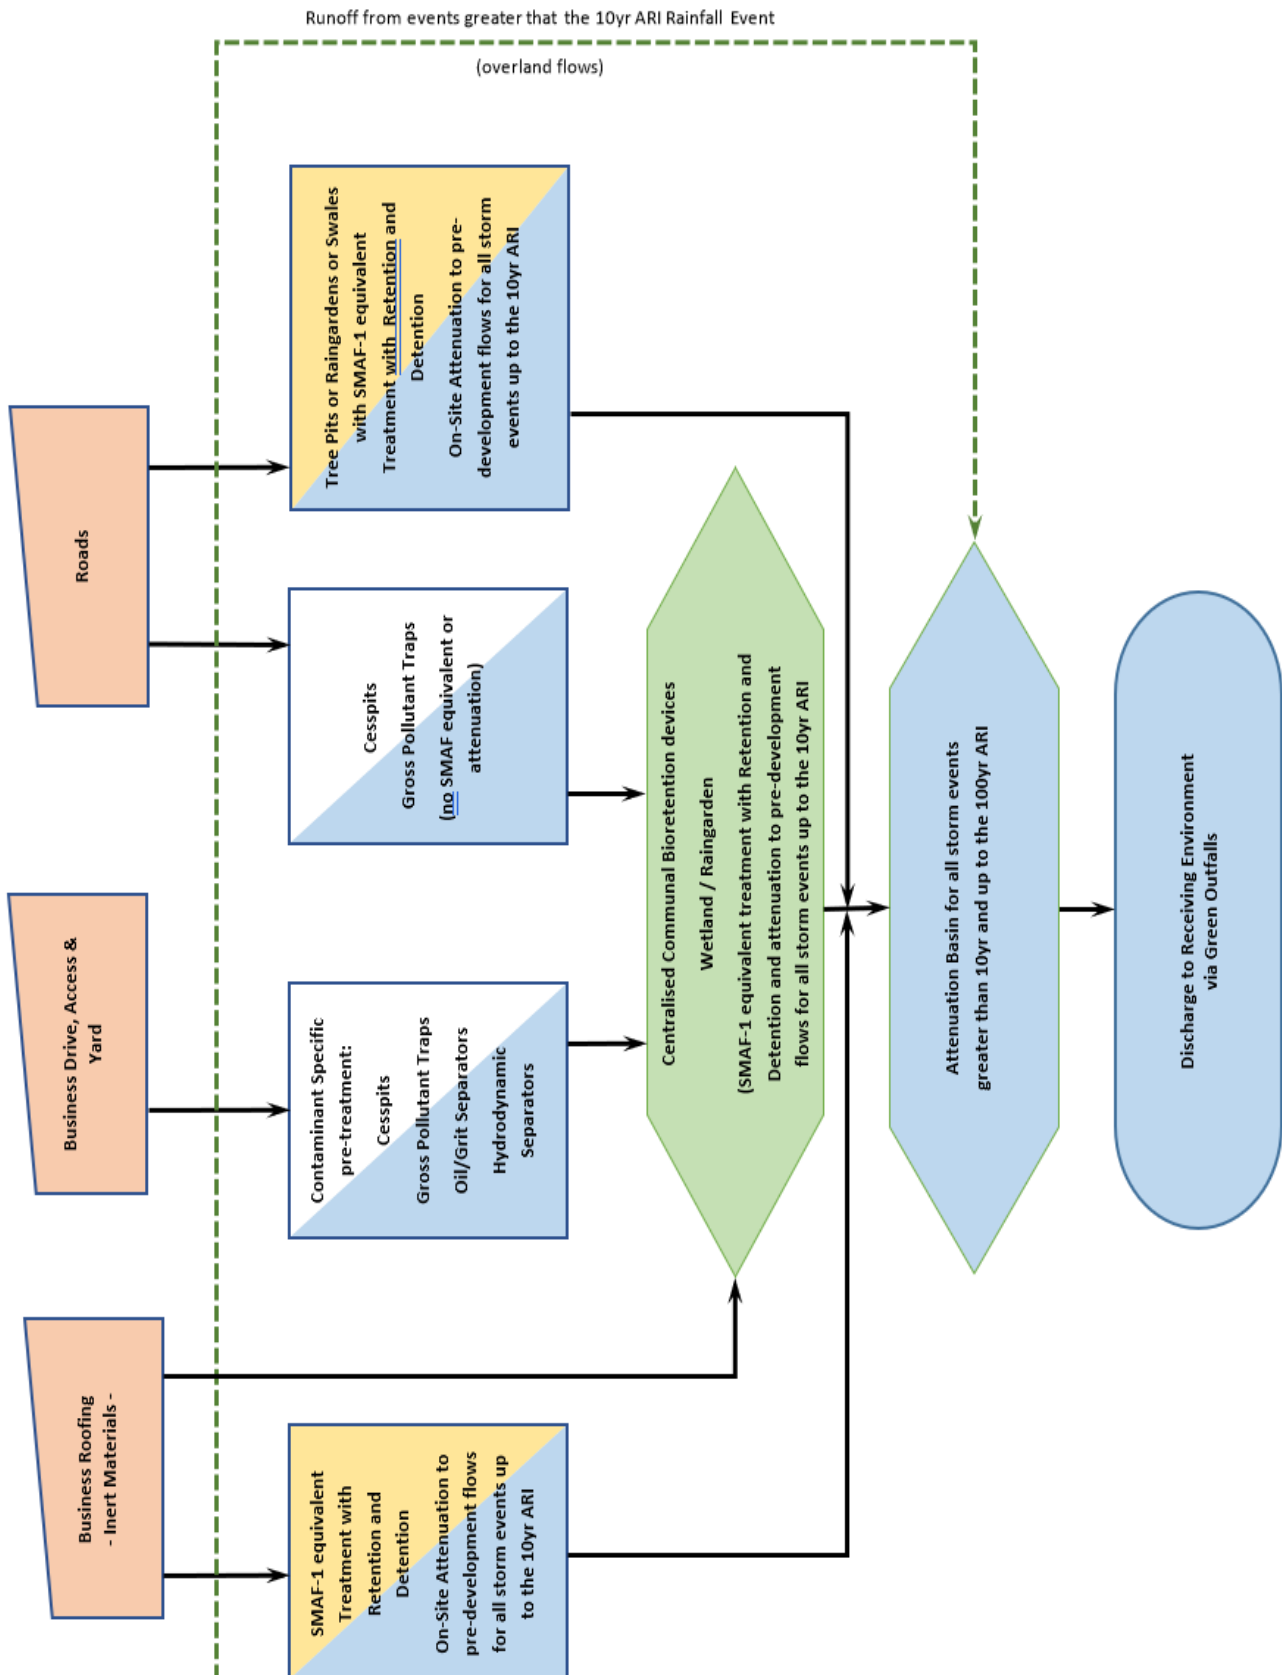 Runoff from events greater that the 10yr ARI Rainfall Event
(overland flows)
Business Roofing
- Inert Materials -
Business Drive, Access &
Yard
Roads
SMAF-1 equivalent
Treatment with
Retention and
Detention
On-Site Attenuation to
pre-development flows
for all storm events up
to the 10yr ARI
Contaminant Specific
pre-treatment:
Cesspits
Gross Pollutant Traps
Oil/Grit Separators
Hydrodynamic
Separators
Cesspits
Gross Pollutant Traps
(no SMAF equivalent or
attenuation)
Tree Pits or Raingardens or Swales
with SMAF-1 equivalent
Treatment with Retention and
Detention
On-Site Attenuation to pre-
development flows for all storm
events up to the 10yr ARI
Centralised Communal Bioretention devices
Wetland / Raingarden
(SMAF-1 equivalent treatment with Retention and
Detention and attenuation to pre-development
flows for all storm events up to the 10yr ARI
Attenuation Basin for all storm events
greater than 10yr and up to the 100yr ARI
Discharge to Receiving Environment
via Green Outfalls